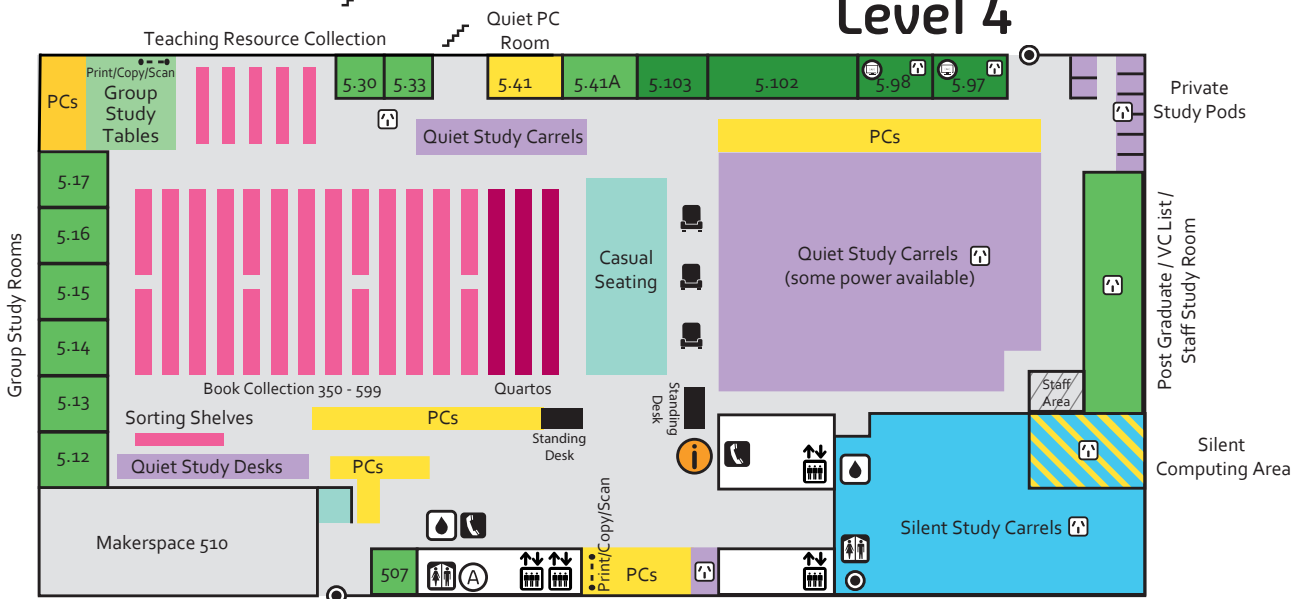 Level 4
Quiet PC
Room
Teaching Resource Collection
PCs
Print/Copy/Scan
Group
Study
Tables
5.30
5.33
5.41
5.41A
5.103
5.102
5.98
5.97
Private
Study Pods
Quiet Study Carrels
PCs
5.17
5.16
5.15
5.14
5.13
5.12
Group Study Rooms
Casual
Seating
Quiet Study Carrels
(some power available)
Post Graduate / VC List /
Staff Study Room
Book Collection 350 - 599
Quartos
Staff
Area
Sorting Shelves
PCs
Standing
Desk
Standing
Desk
i
Quiet Study Desks
PCs
Silent
Computing Area
Makerspace 510
507
A
Print/Copy/Scan
PCs
Silent Study Carrels